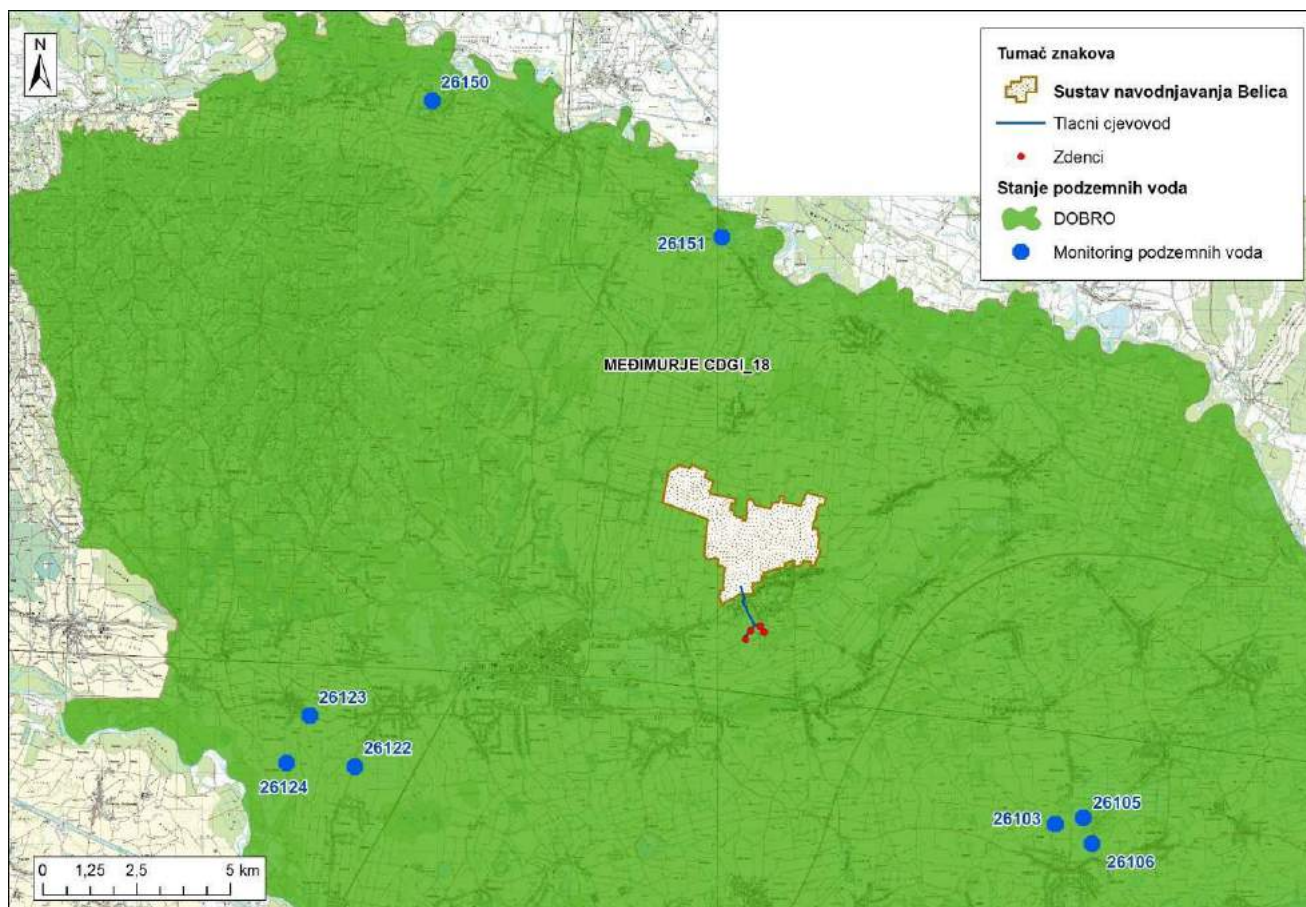 N
26150
26151
Tumač znakova
Sustav navodnjavanja Belica
Tlacni cjevovod
Zdenci
Stanje podzemnih voda
DOBRO
Monitoring podzemnih voda
MEĐIMURJE CDGI_18
26123
26124
26122
26103
26105
26106
0 1,25 2,5 5 km